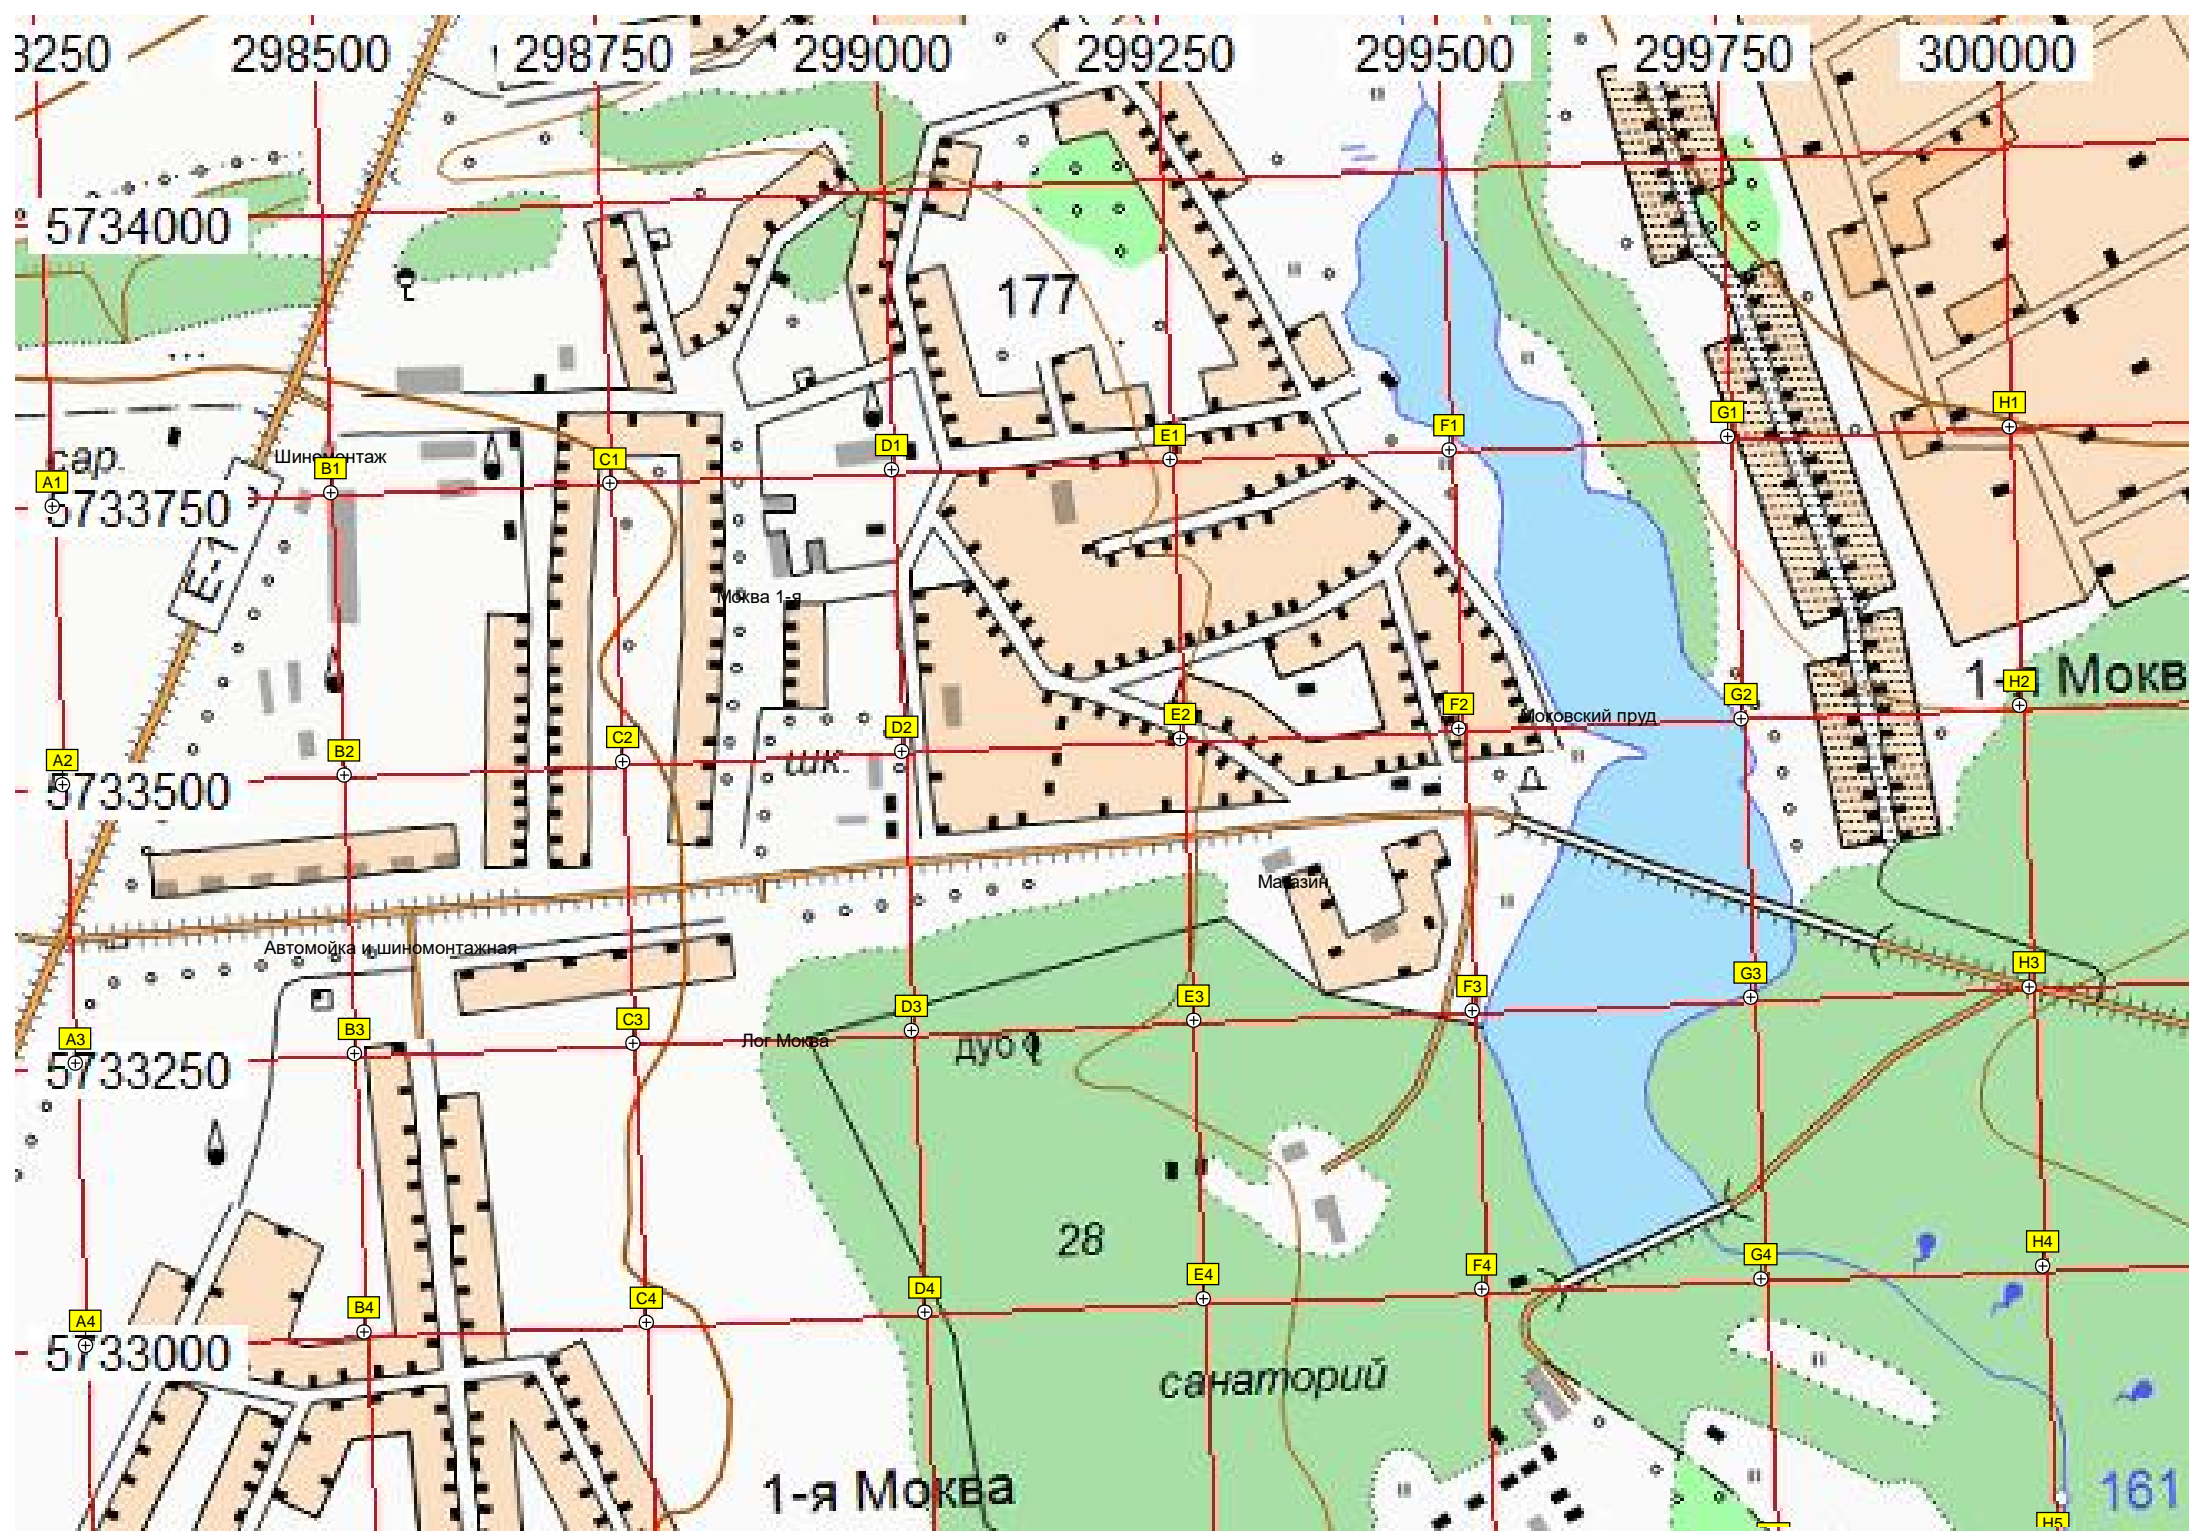 298500 298750 299000 299250 299500 299750 300000
5734000
177
H1
G1
F1
E1
D1
сар.
Шиномонтаж
C1
B1
A1
5733750
E-1
Моква 1-я
H2
G2
F2
E2
Моковский пруд
D2
C2
B2
A2
шк.
5733500
Магазин
Автомойка и шиномонтажная
H3
G3
F3
E3
D3
C3
B3
A3
Лог Моква
дуб
5733250
28
H4
G4
F4
E4
D4
C4
B4
A4
5733000
санаторий
1-я Моква
161
H5